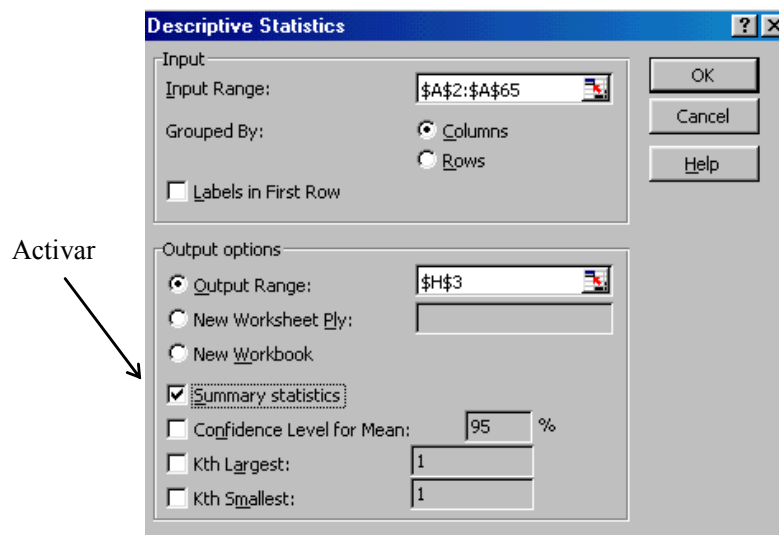 Descriptive Statistics
Input
Input Range: $A$2:$A$65
Grouped By: Columns
Rows
Labels in First Row
OK
Cancel
Help
Activar
Output options
Output Range: $H$3
New Worksheet Ply:
New Workbook
Summary statistics
Confidence Level for Mean: 95 %
Kth Largest: 1
Kth Smallest: 1